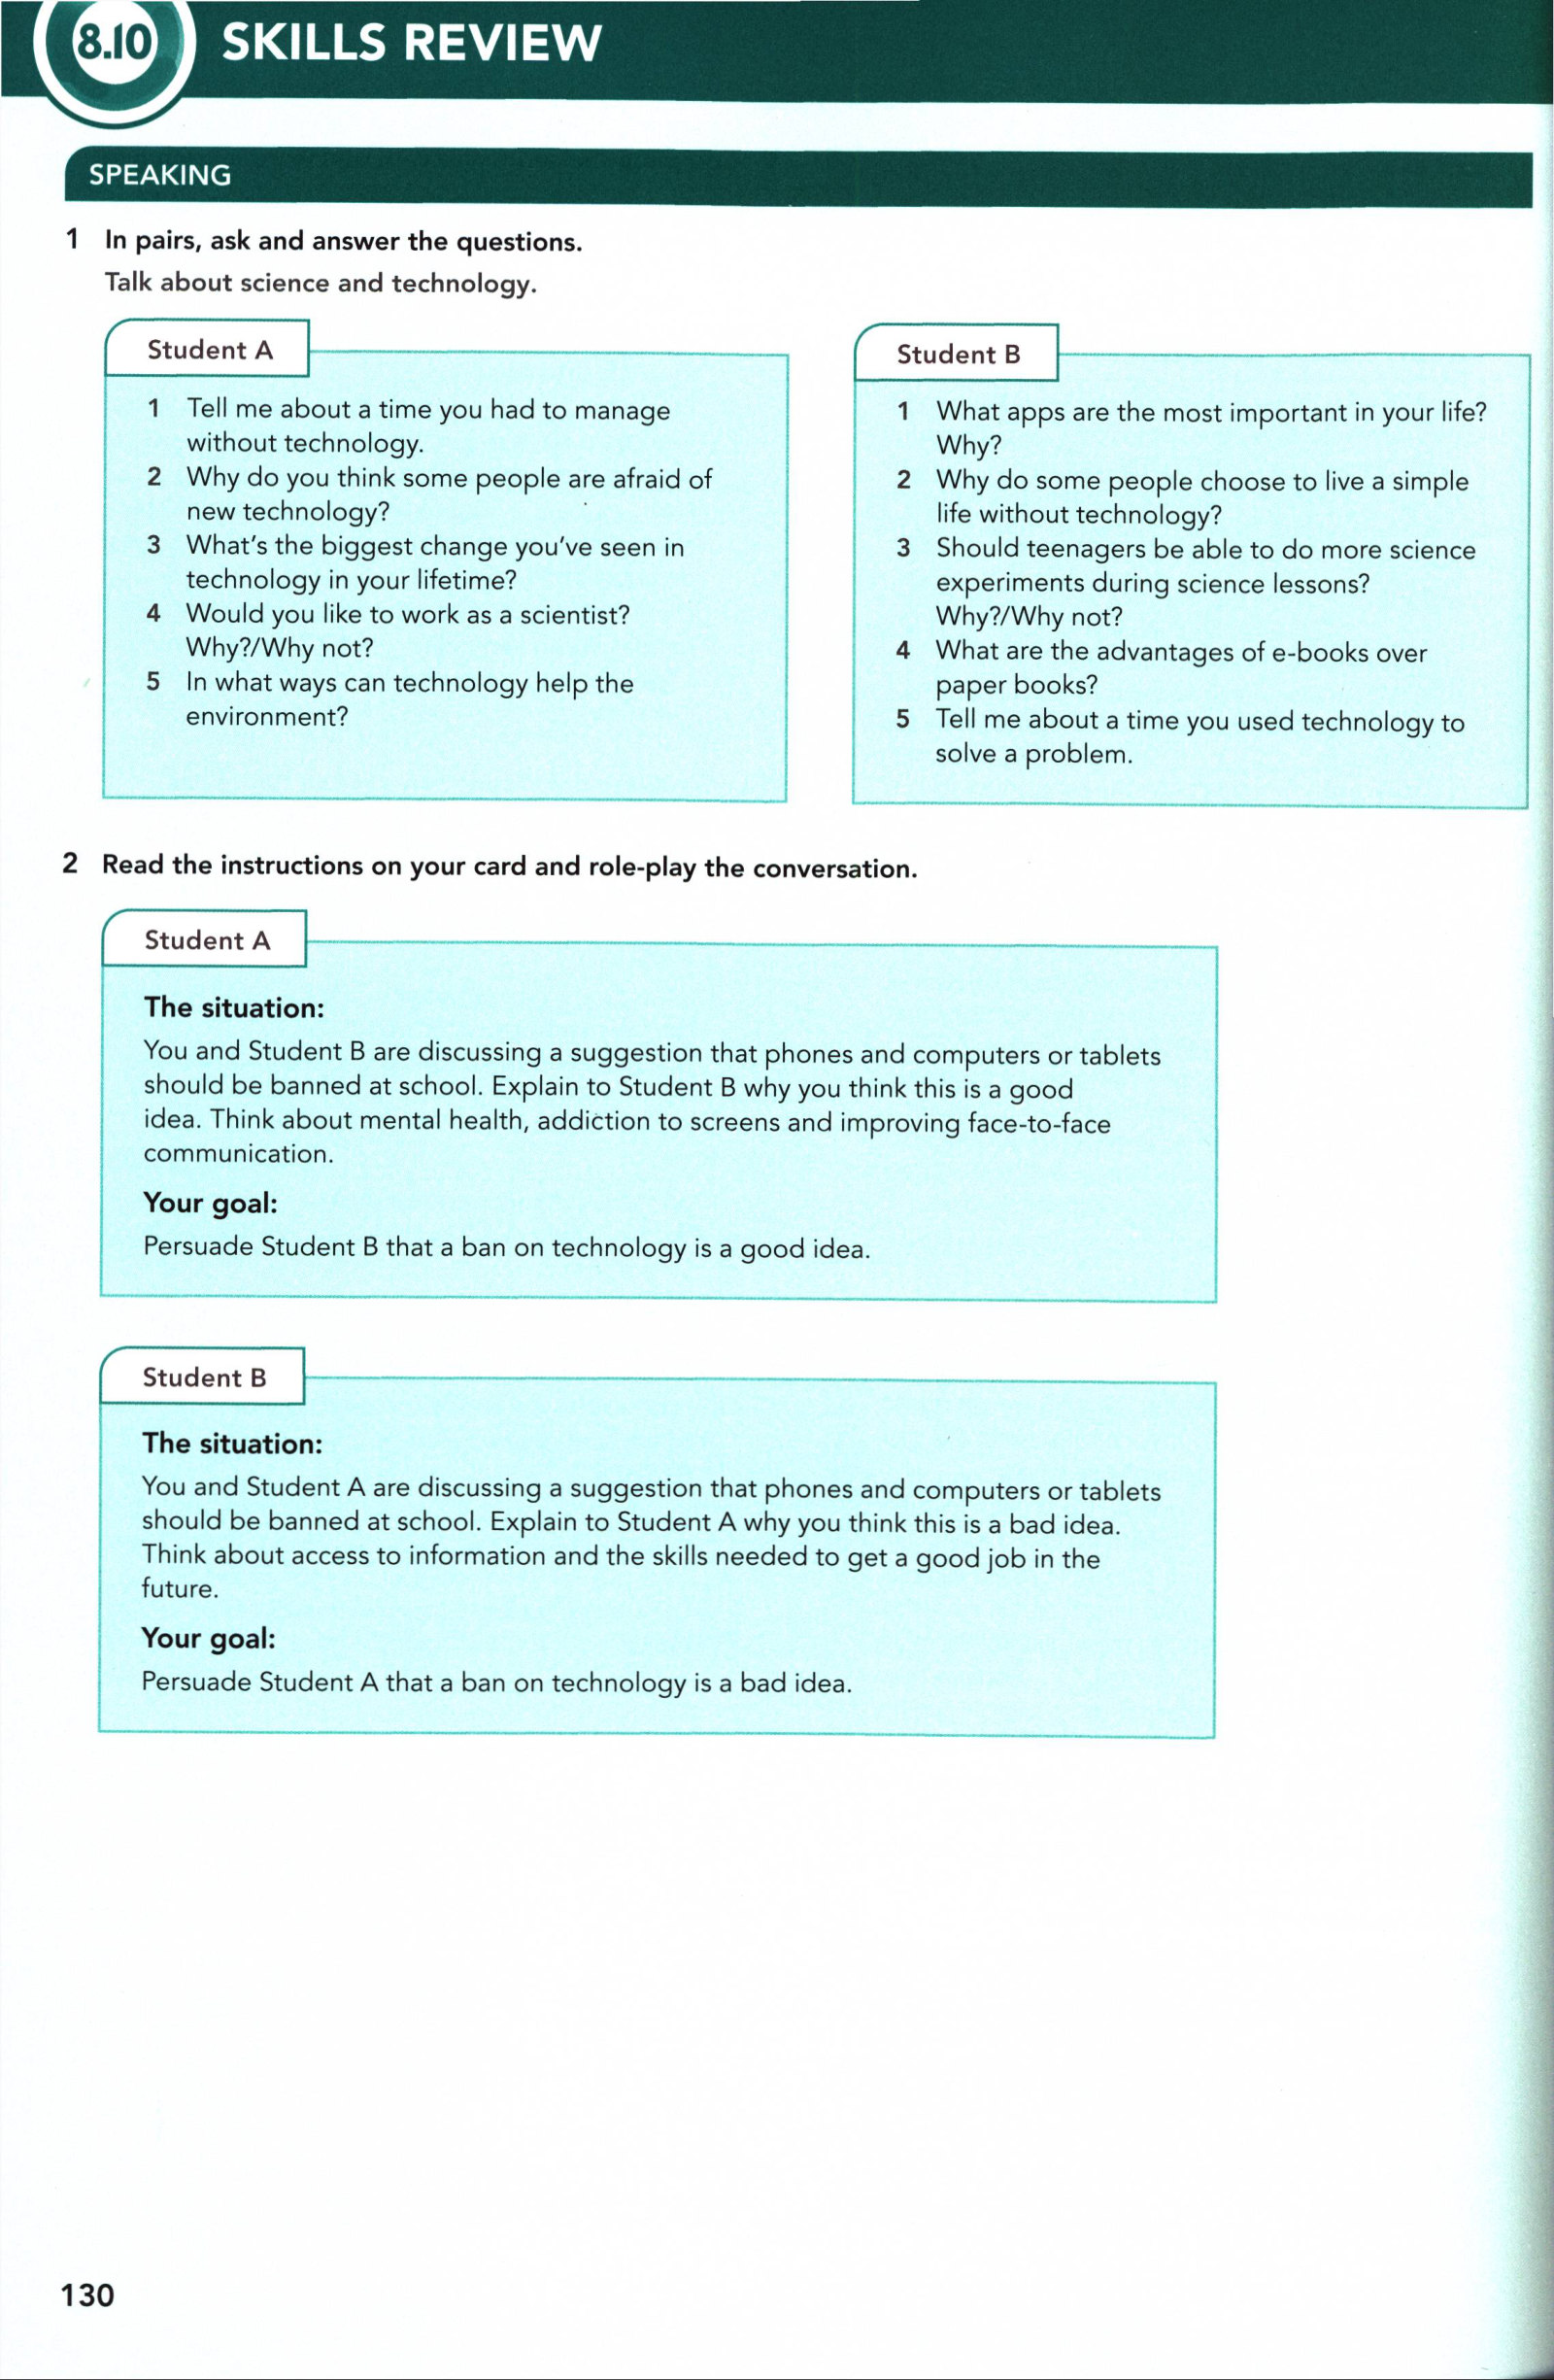 8.10 SKILLS REVIEW
SPEAKING
1 In pairs, ask and answer the questions.
Talk about science and technology.
Student A
1 Tell me about a time you had to manage
without technology.
2 Why do you think some people are afraid of
new technology?
3 What's the biggest change you've seen in
technology in your lifetime?
4 Would you like to work as a scientist?
Why?/Why not?
5 In what ways can technology help the
environment?
Student B
1 What apps are the most important in your life?
Why?
2 Why do some people choose to live a simple
life without technology?
3 Should teenagers be able to do more science
experiments during science lessons?
Why?/Why not?
4 What are the advantages of e-books over
paper books?
5 Tell me about a time you used technology to
solve a problem.
2 Read the instructions on your card and role-play the conversation.
Student A
The situation:
You and Student B are discussing a suggestion that phones and computers or tablets
should be banned at school. Explain to Student B why you think this is a good
idea. Think about mental health, addiction to screens and improving face-to-face
communication.
Your goal:
Persuade Student B that a ban on technology is a good idea.
Student B
The situation:
You and Student A are discussing a suggestion that phones and computers or tablets
should be banned at school. Explain to Student A why you think this is a bad idea.
Think about access to information and the skills needed to get a good job in the
future.
Your goal:
Persuade Student A that a ban on technology is a bad idea.
130